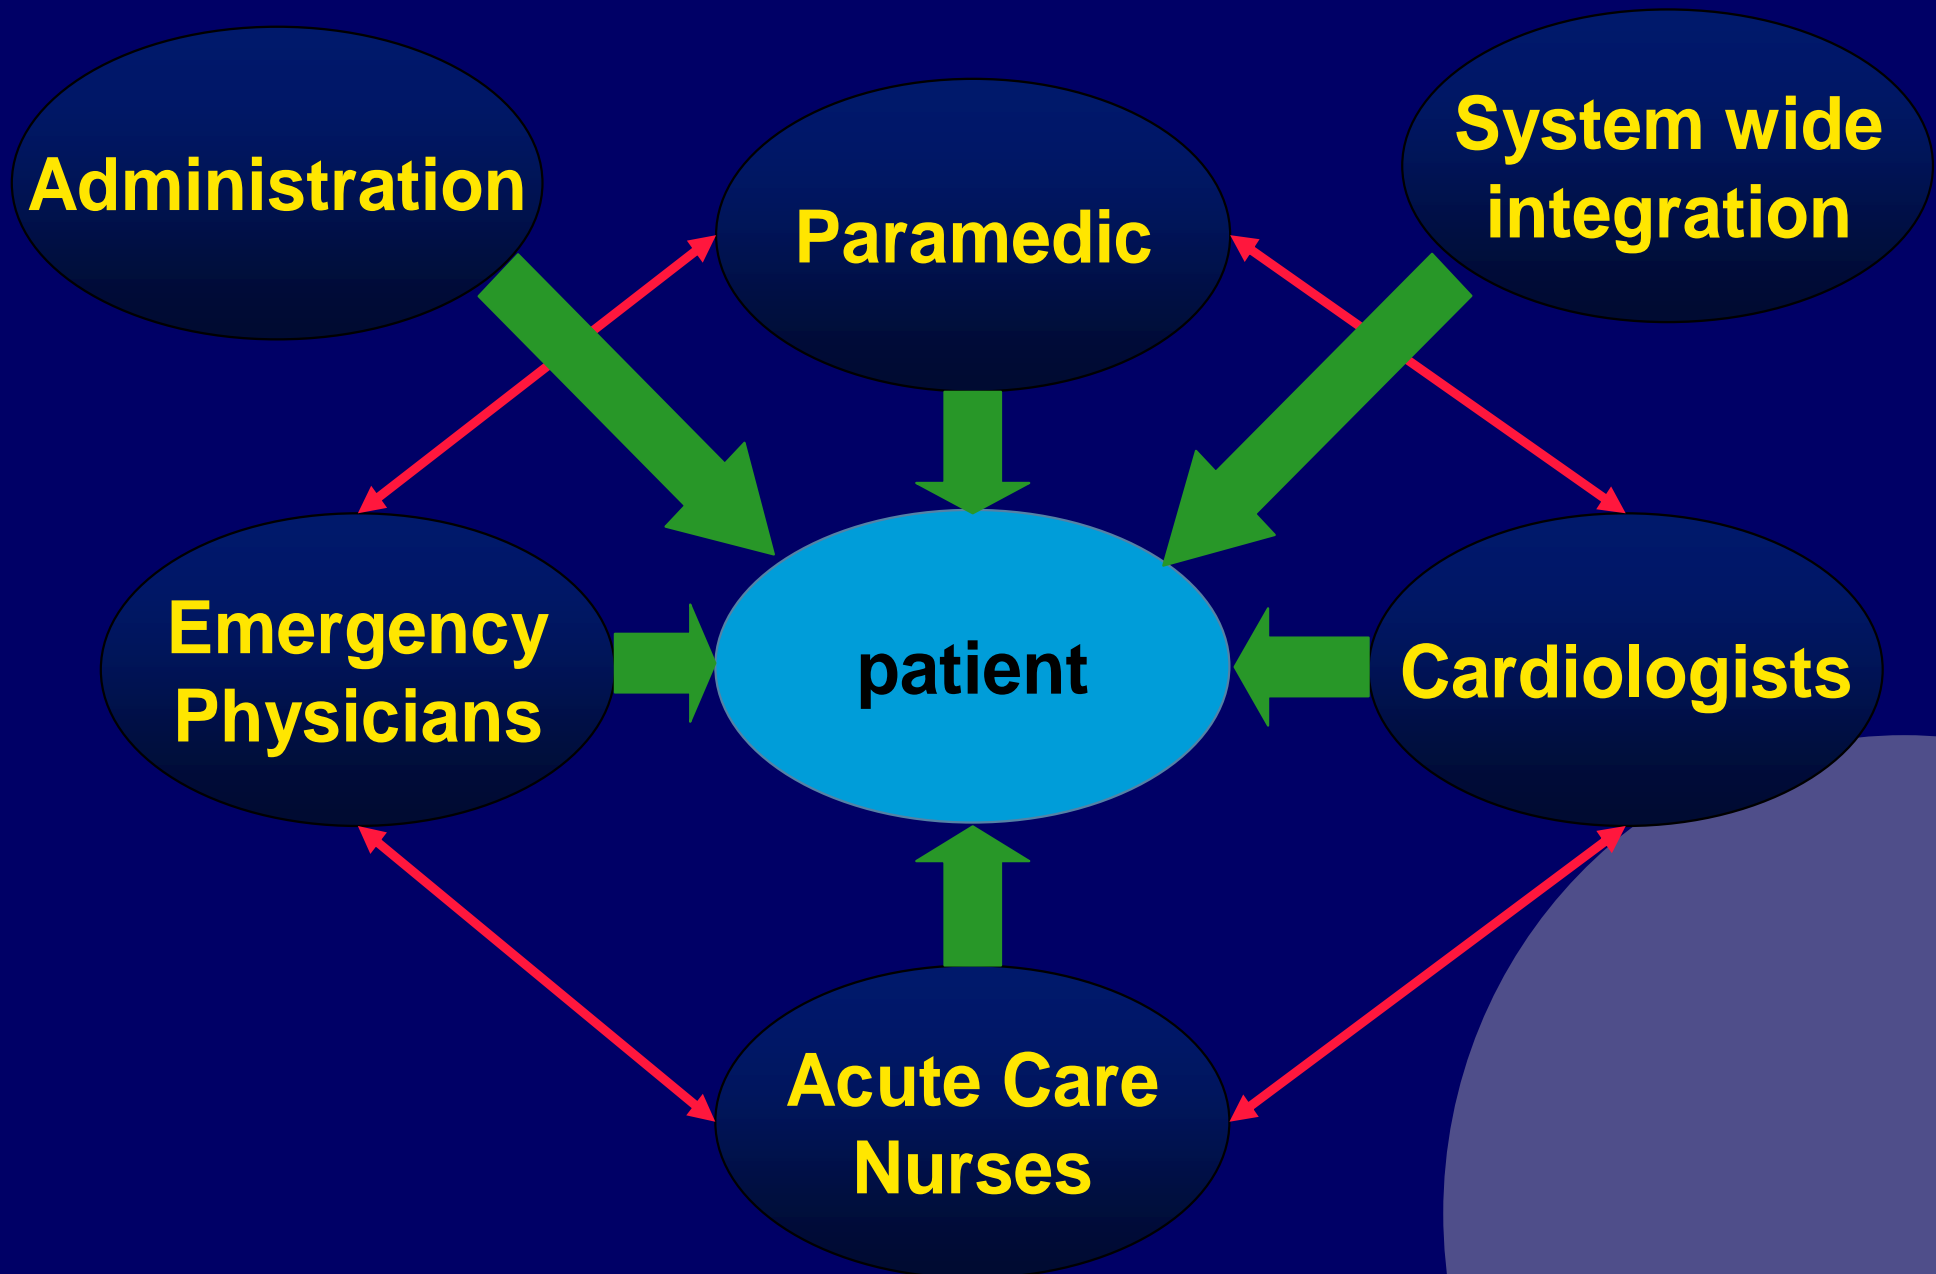 Administration
Paramedic
System wide
integration
Emergency
Physicians
patient
Cardiologists
Acute Care
Nurses